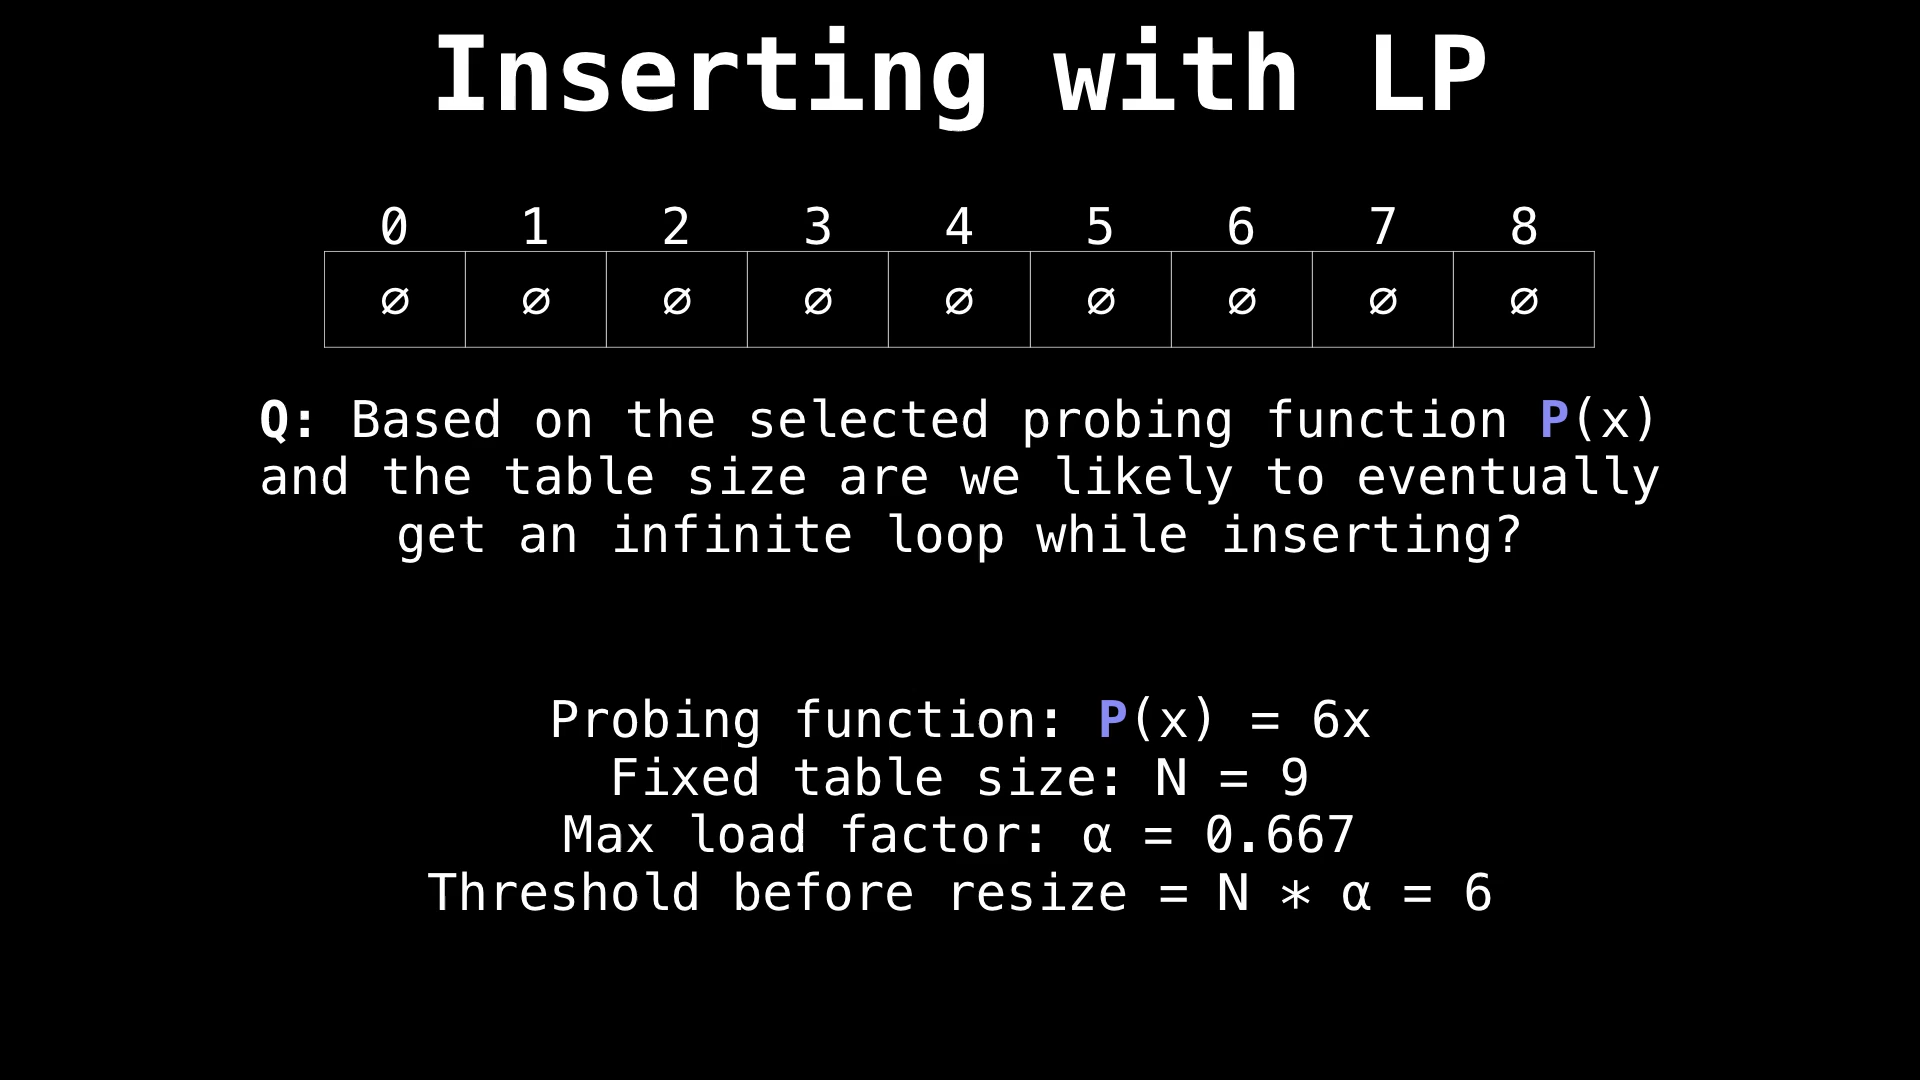 Inserting with LP
0 1 2 3 4 5 6 7 8
∅ ∅ ∅ ∅ ∅ ∅ ∅ ∅ ∅
Q: Based on the selected probing function P(x)
and the table size are we likely to eventually
get an infinite loop while inserting?
Probing function: P(x) = 6x
Fixed table size: N = 9
Max load factor: α = 0.667
Threshold before resize = N * α = 6